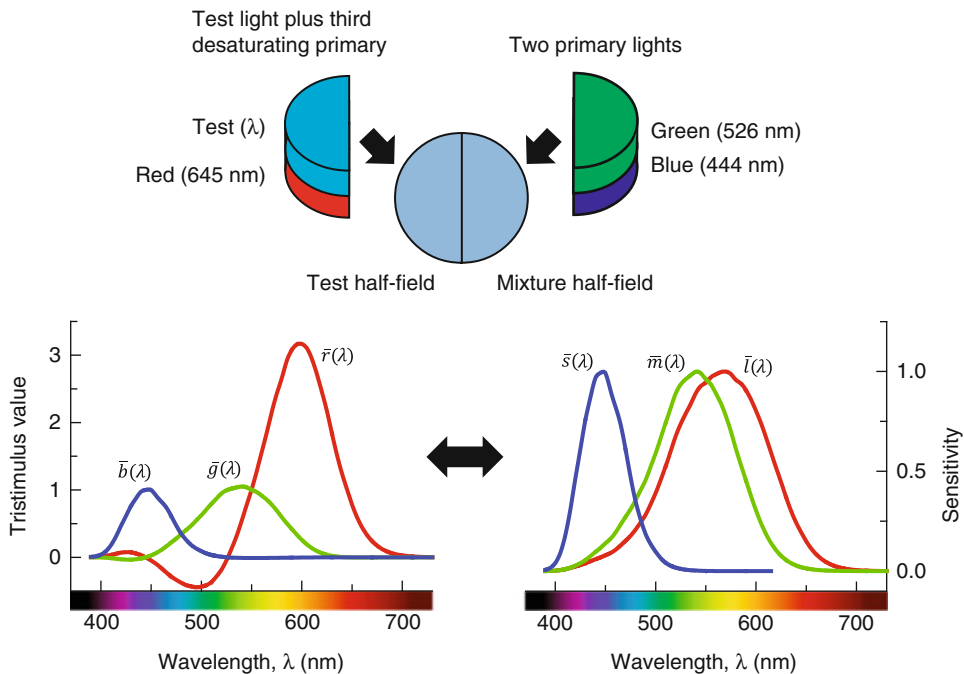 Test light plus third
desaturating primary
Two primary lights
Test (λ)
Red (645 nm)
Green (526 nm)
Blue (444 nm)
Test half-field
Mixture half-field
3
2
1
0
Tristimulus value
b̄(λ)
ḡ(λ)
r̄(λ)
400
500
600
700
Wavelength, λ (nm)
s̄(λ)
m̄(λ)
l̄(λ)
1.0
0.5
0.0
Sensitivity
400
500
600
700
Wavelength, λ (nm)